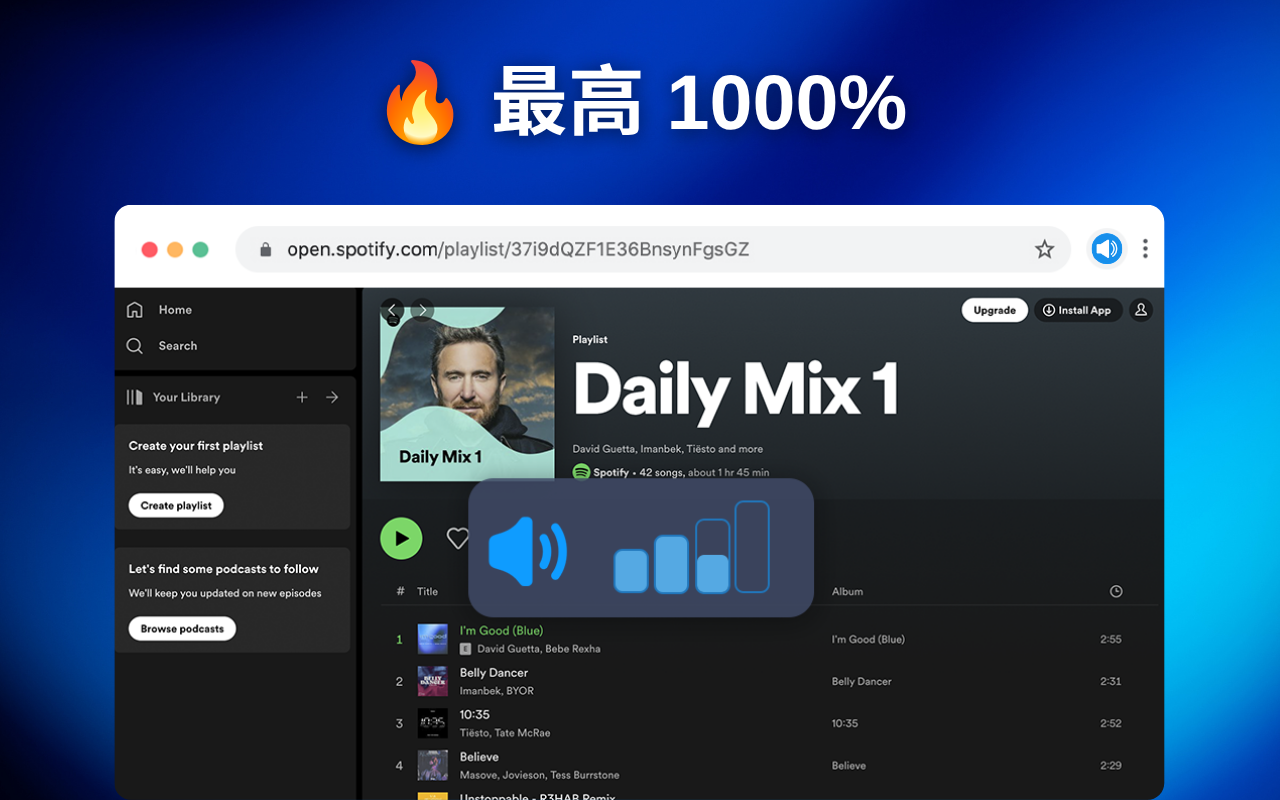 🔥 最高 1000%
open.spotify.com/playlist/37i9dQZF1E36BnsynFgsGZ
Home
Search
Your Library
Create your first playlist
It's easy, we'll help you
Create playlist
Let's find some podcasts to follow
We'll keep you updated on new episodes
Browse podcasts
Upgrade
Install App
Daily Mix 1
Playlist
Daily Mix 1
David Guetta, Imanbek, Tiësto and more
Spotify • 42 songs, about 1 hr 45 min
# Title Album
1 I'm Good (Blue) I'm Good (Blue) 2:55
E David Guetta, Bebe Rexha
2 Belly Dancer Belly Dancer 2:31
Imanbek, BYOR
3 10:35 10:35 2:52
Tiësto, Tate McRae
4 Believe Believe 2:29
Masove, Jovieson, Tess Burrstone
Unstoppable - R3HAB Remix